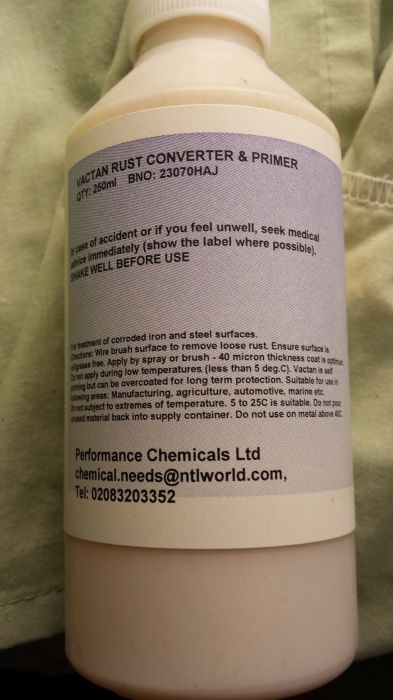 VACTAN RUST CONVERTER & PRIMER
QTY: 250ml BNO: 23070HAJ
In case of accident or if you feel unwell, seek medical
advice immediately (show the label where possible).
SHAKE WELL BEFORE USE
For treatment of corroded iron and steel surfaces.
Directions: Wire brush surface to remove loose rust. Ensure surface is
oil/grease free. Apply by spray or brush - 40 micron thickness coat is optimum
Do not apply during low temperatures (less than 5 deg.C). Vactan is self
priming but can be overcoated for long term protection. Suitable for use in
following areas: Manufacturing, agriculture, automotive, marine etc.
Do not subject to extremes of temperature. 5 to 25C is suitable. Do not pour
unused material back into supply container. Do not use on metal above 40C.
Performance Chemicals Ltd
chemical.needs@ntlworld.com,
Tel: 02083203352